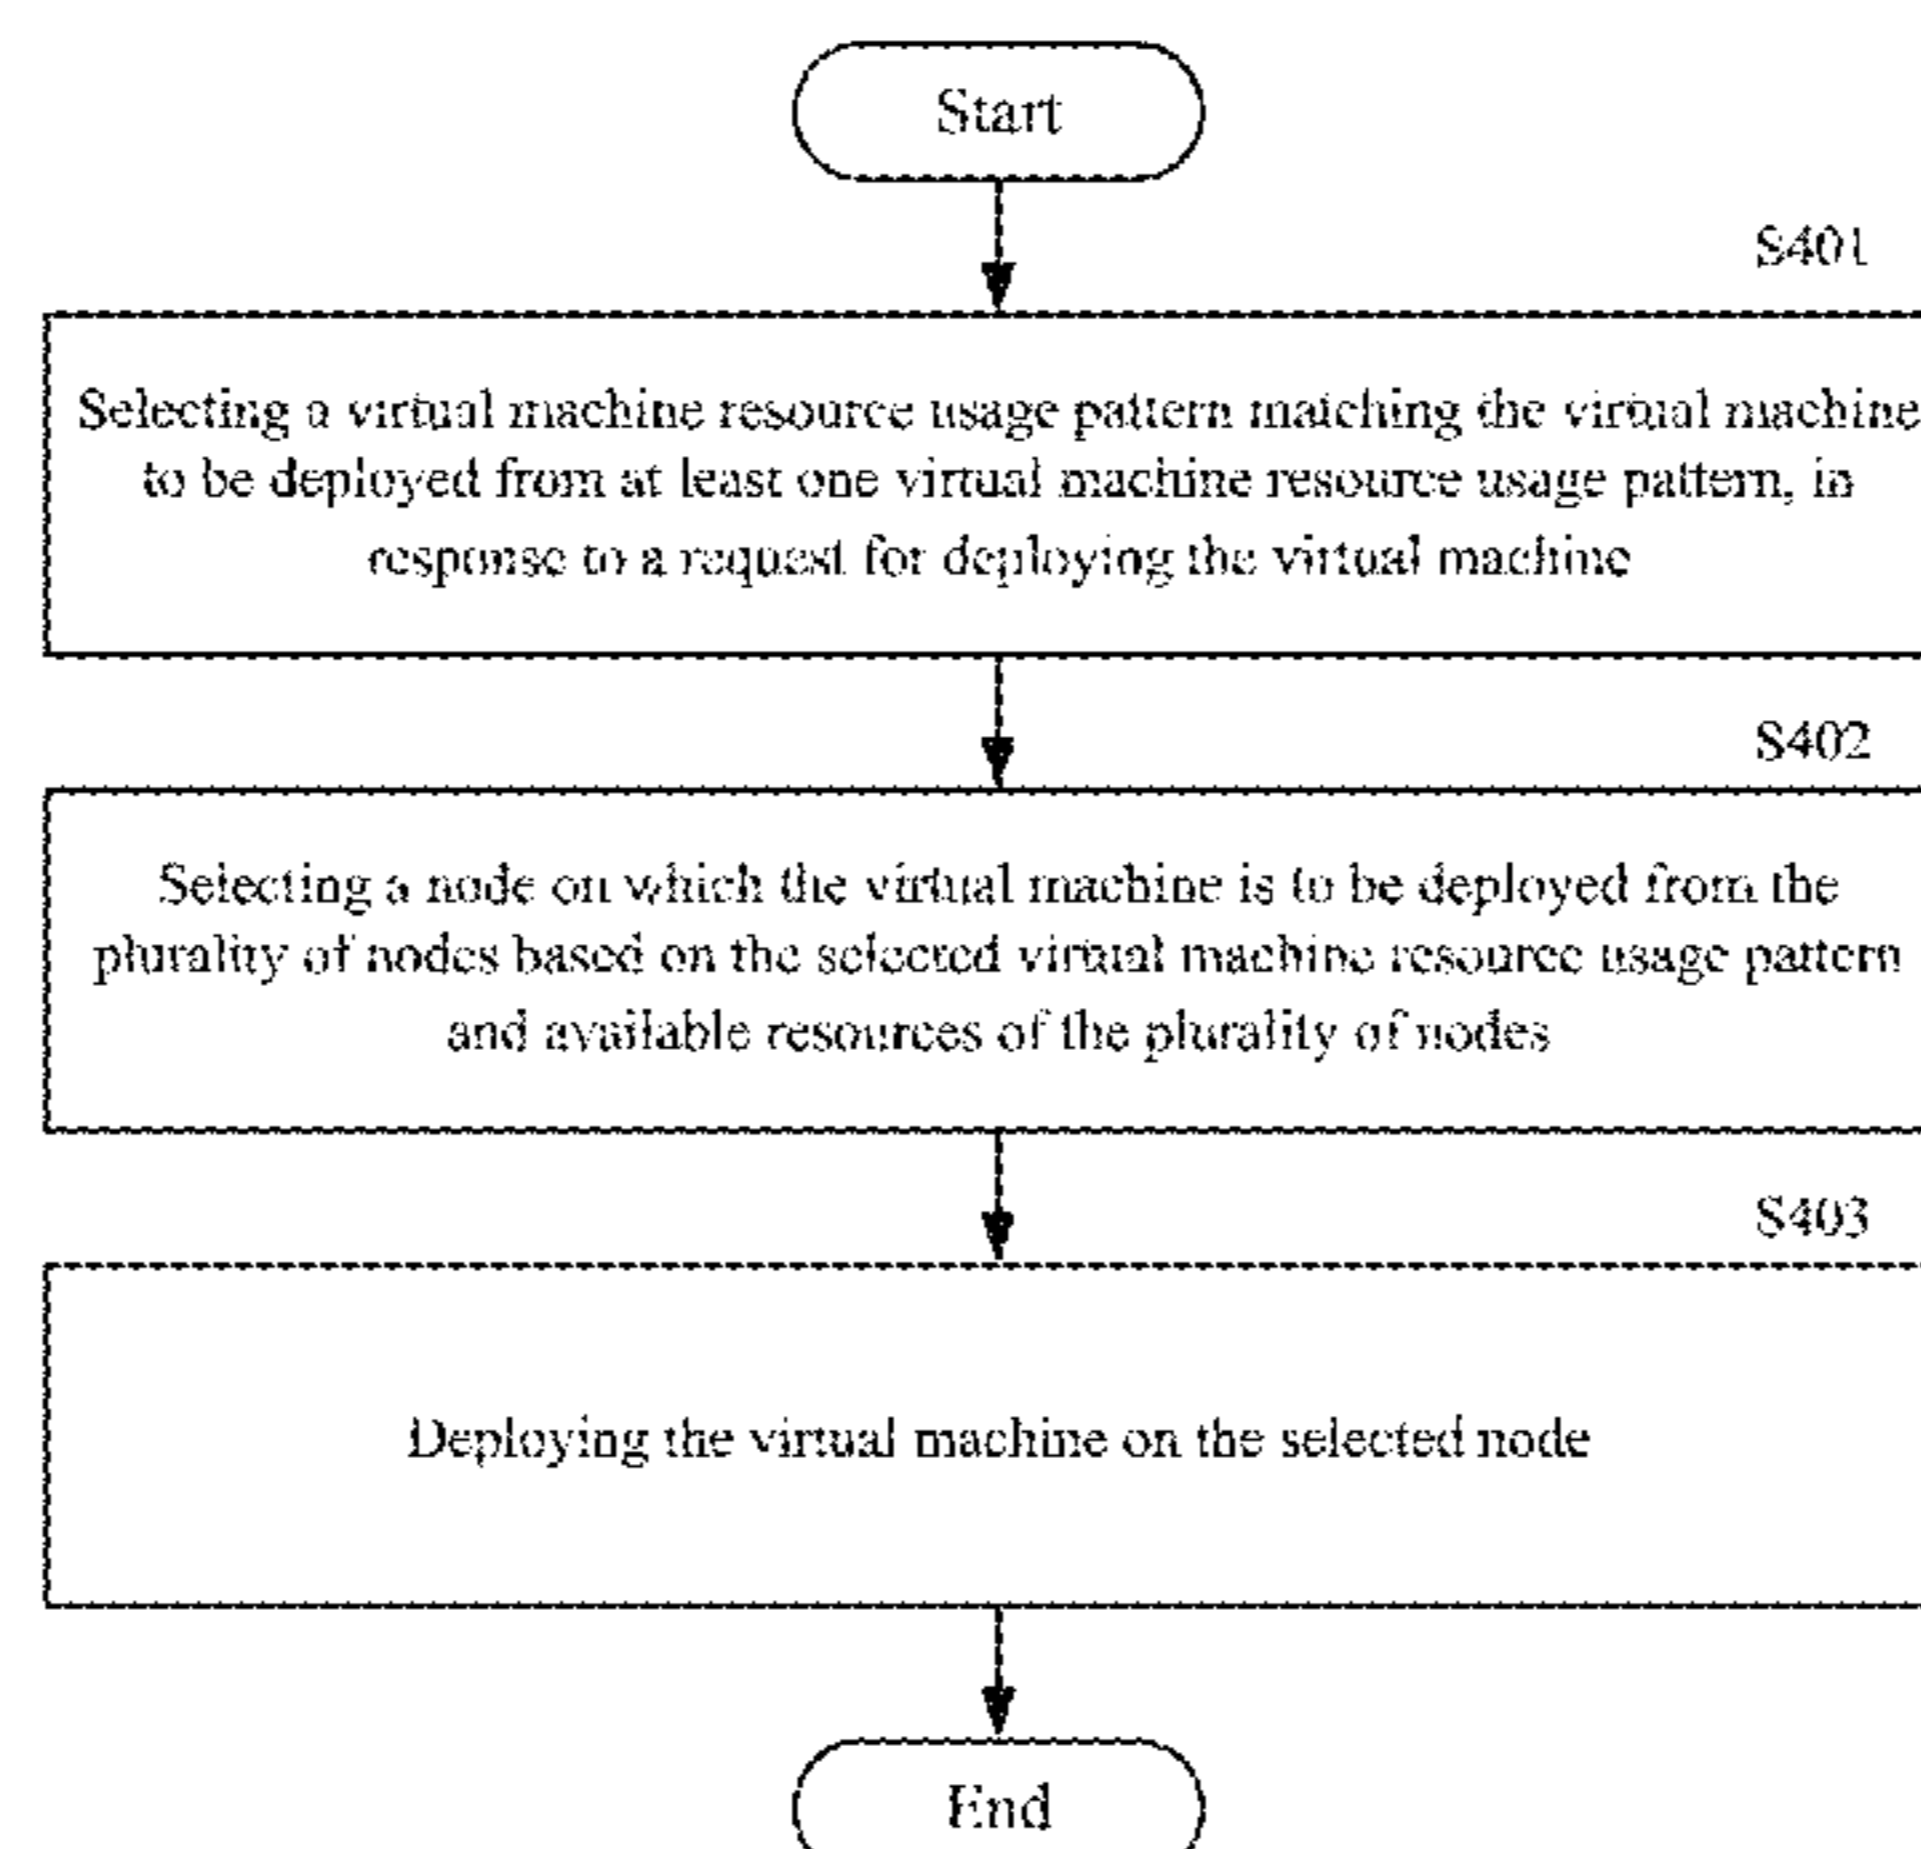 Start
S401
Selecting a virtual machine resource usage pattern matching the virtual machine
to be deployed from at least one virtual machine resource usage pattern, in
response to a request for deploying the virtual machine
S402
Selecting a node on which the virtual machine is to be deployed from the
plurality of nodes based on the selected virtual machine resource usage pattern
and available resources of the plurality of nodes
S403
Deploying the virtual machine on the selected node
End